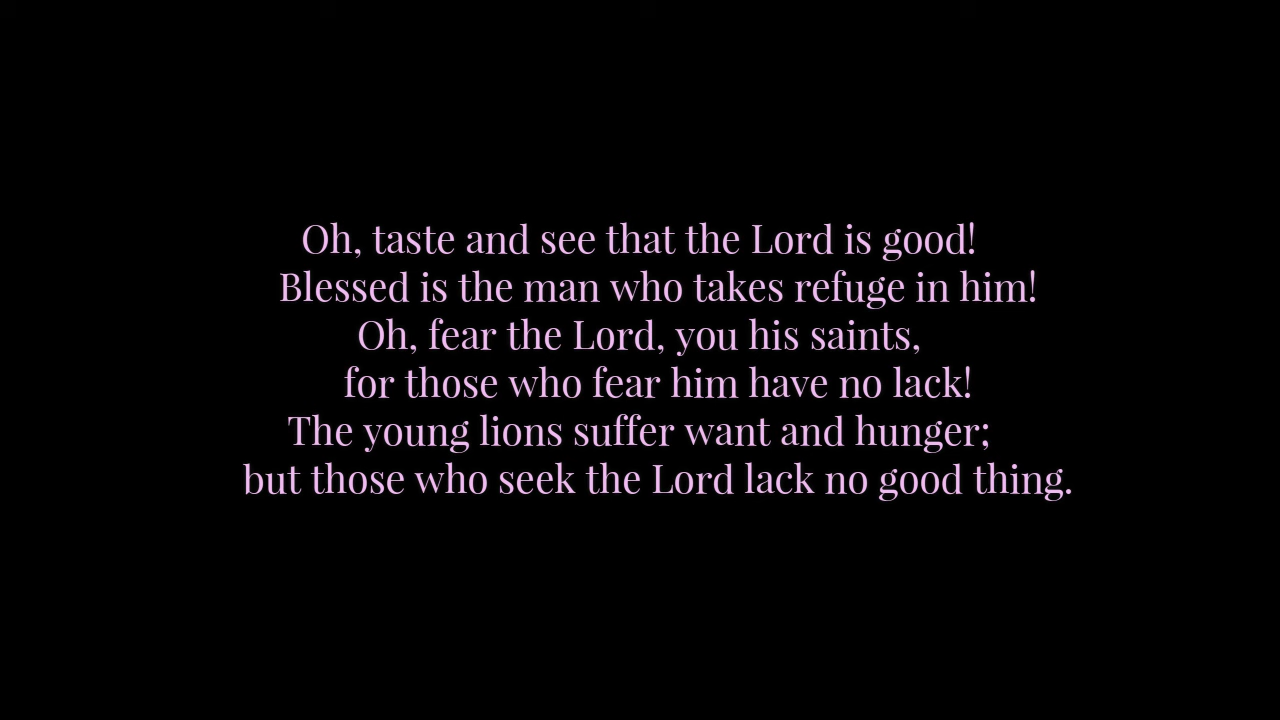 Oh, taste and see that the Lord is good!
Blessed is the man who takes refuge in him!
Oh, fear the Lord, you his saints,
for those who fear him have no lack!
The young lions suffer want and hunger;
but those who seek the Lord lack no good thing.